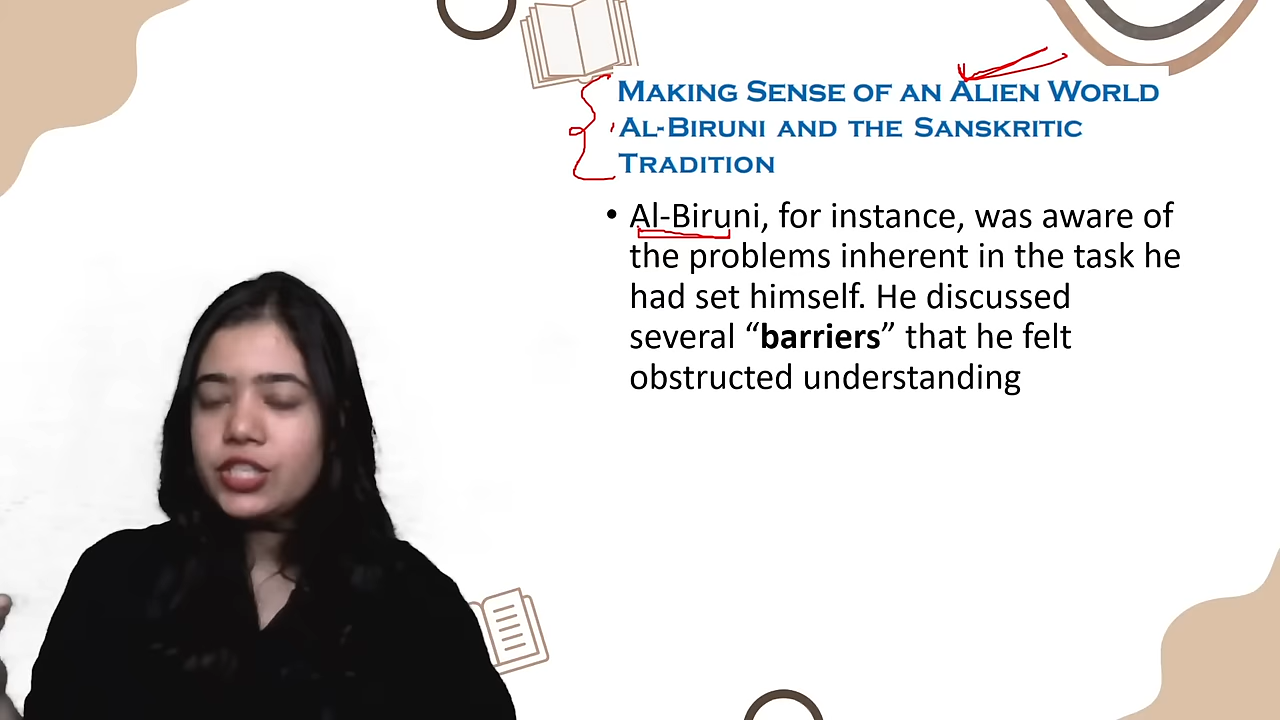 MAKING SENSE OF AN ALIEN WORLD
AL-BIRUNI AND THE SANSKRITIC
TRADITION
• Al-Biruni, for instance, was aware of
the problems inherent in the task he
had set himself. He discussed
several “barriers” that he felt
obstructed understanding